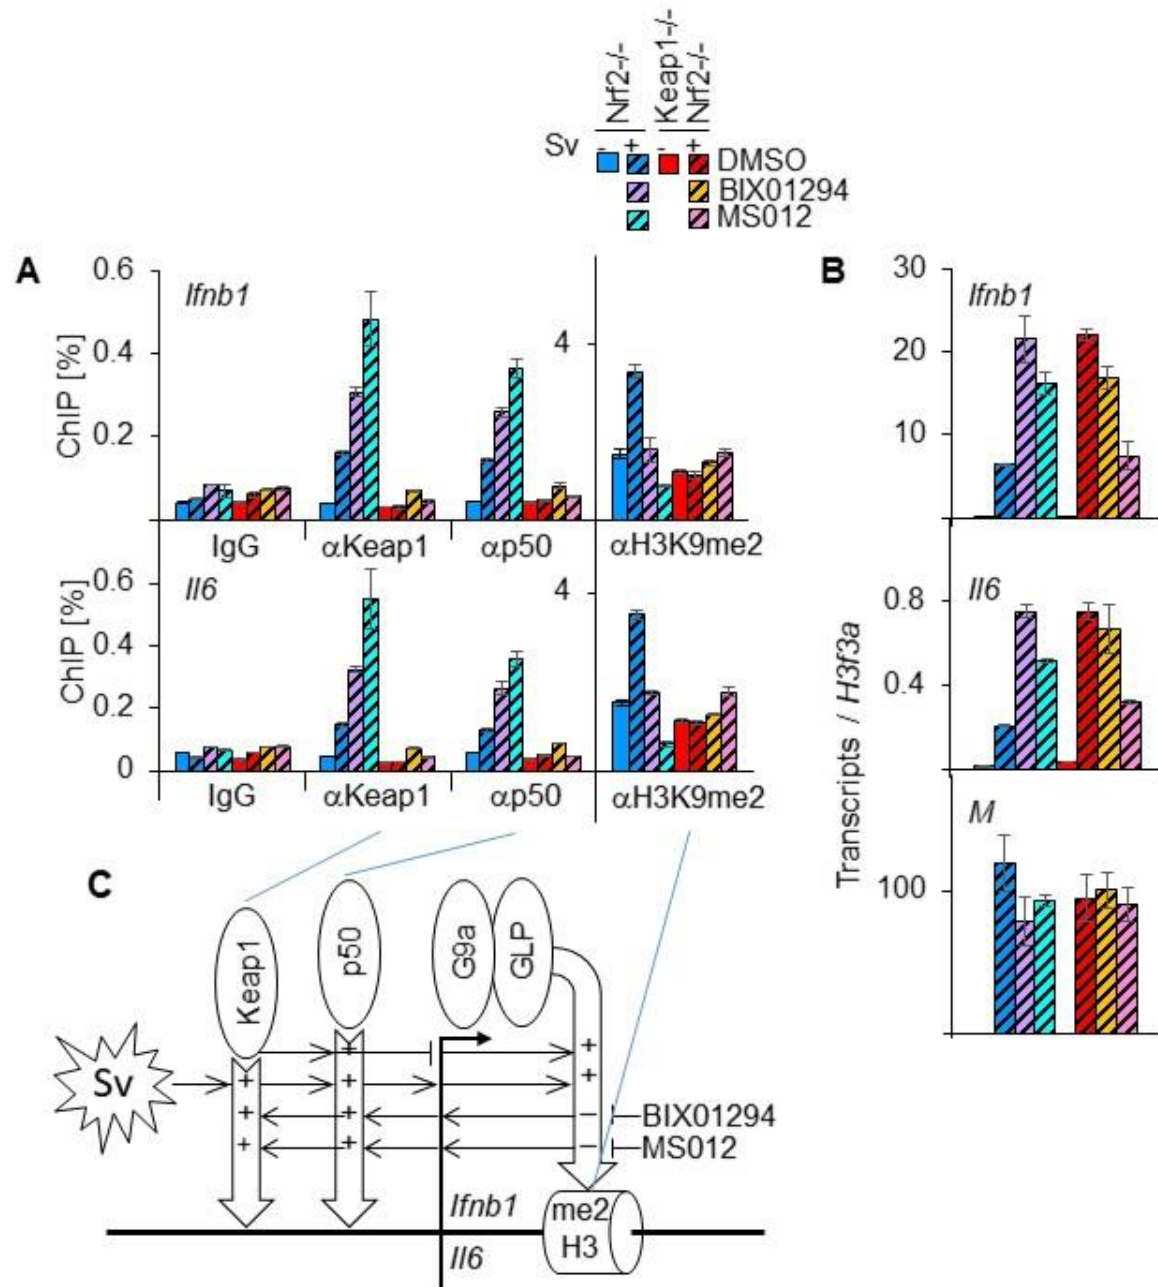 Nrf2-/-
Keap1-/-
Nrf2-/-
Sv - + - +
DMSO
BIX01294
MS012
A
0.6
Ifnb1
ChIP [%]
0.4
0.2
4
IgG αKeap1 αp50 αH3K9me2
0.6
Il6
ChIP [%]
0.4
0.2
0
4
IgG αKeap1 αp50 αH3K9me2
B
30
Ifnb1
20
10
Il6
0.8
0.4
Transcripts / H3f3a
M
100
C
Keap1
p50
G9a
GLP
Sv
+ +
+ + +
+ + – BIX01294
+ + – MS012
Ifnb1
Il6
me2
H3